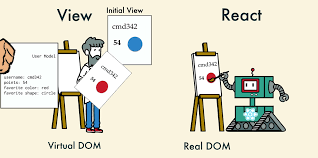 View
Initial View
React
cmd342
54
User Model
username: cmd342
points: 54
favorite color: red
favorite shape: circle
cmd342
54
cmd342
54
Virtual DOM
Real DOM